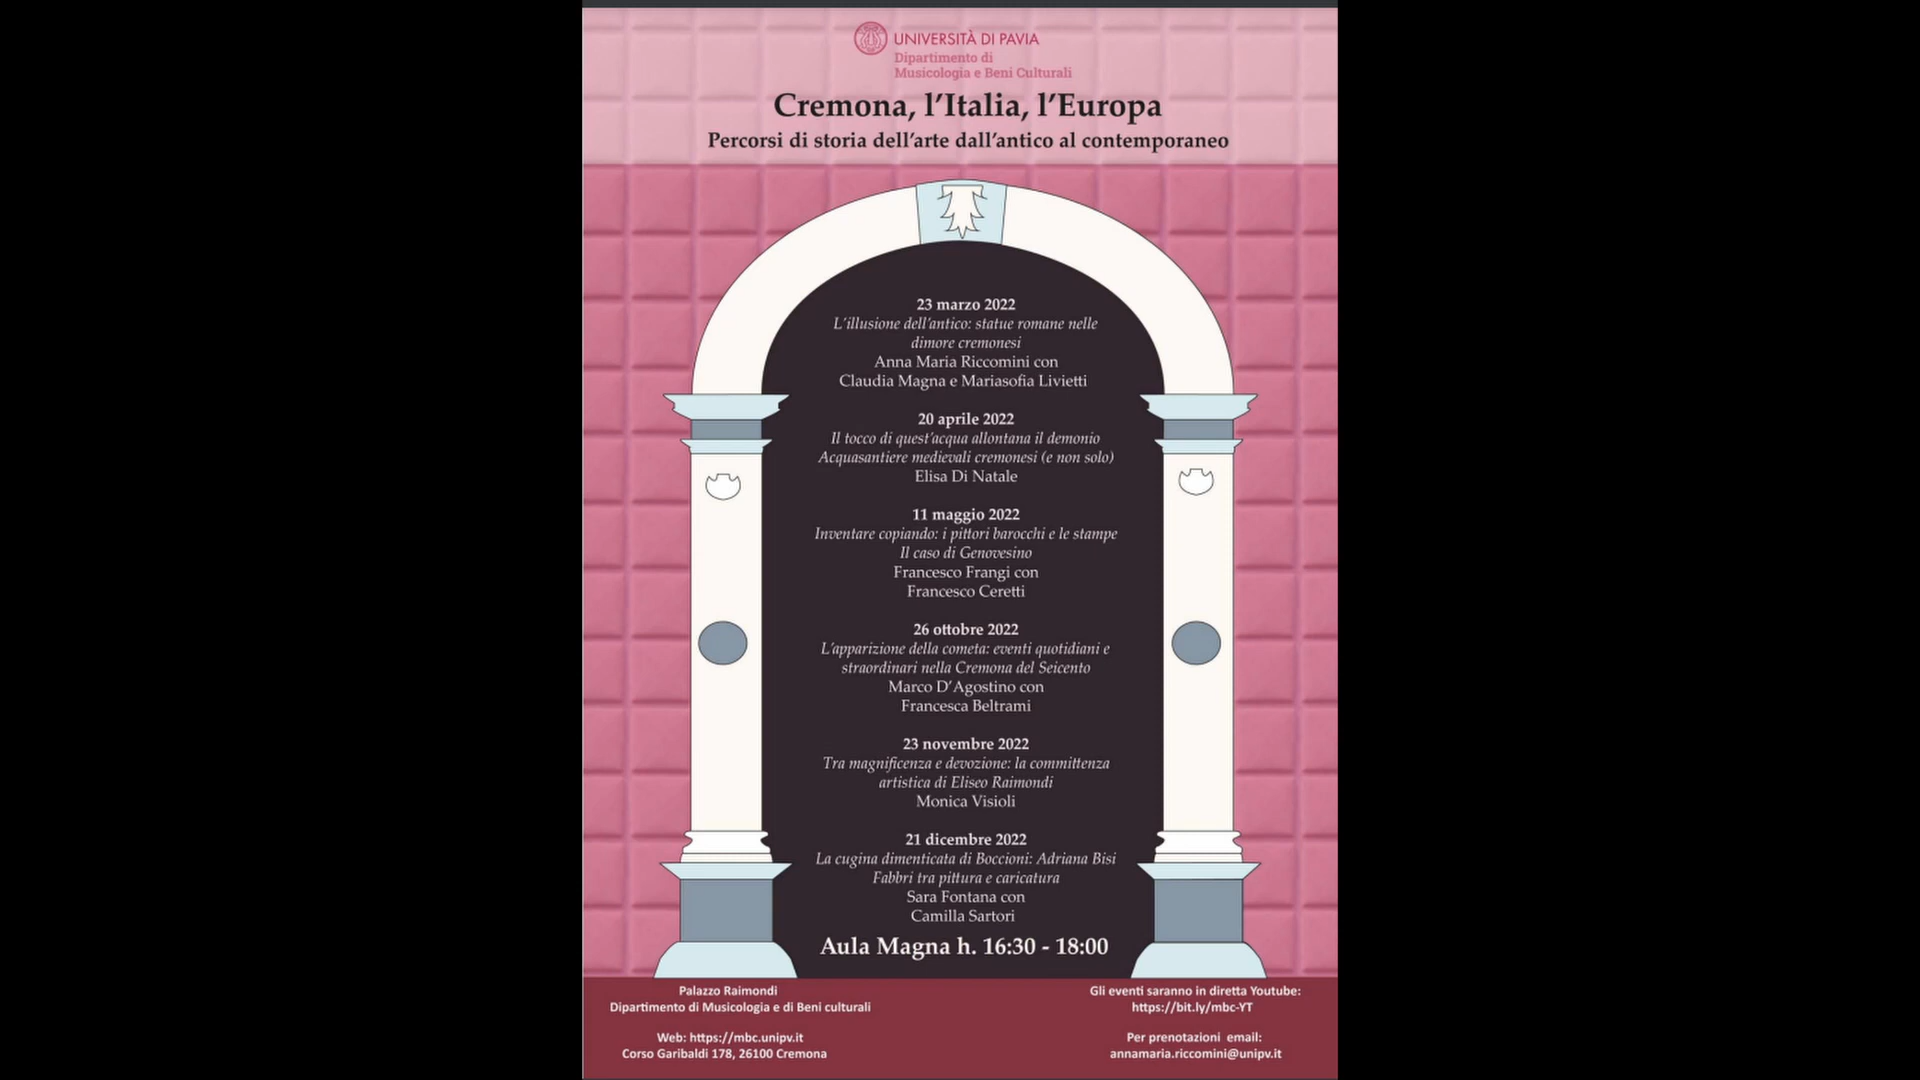 UNIVERSITÀ DI PAVIA
Dipartimento di
Musicologia e Beni Culturali
Cremona, l'Italia, l'Europa
Percorsi di storia dell'arte dall'antico al contemporaneo
23 marzo 2022
L'illusione dell'antico: statue romane nelle
dimore cremonesi
Anna Maria Riccomini con
Claudia Magna e Mariasofia Livietti
20 aprile 2022
Il tocco di quest'acqua allontana il demonio
Acquasantiere medievali cremonesi (e non solo)
Elisa Di Natale
11 maggio 2022
Inventare copiando: i pittori barocchi e le stampe
Il caso di Genovesino
Francesco Frangi con
Francesco Ceretti
26 ottobre 2022
L'apparizione della cometa: eventi quotidiani e
straordinari nella Cremona del Seicento
Marco D'Agostino con
Francesca Beltrami
23 novembre 2022
Tra magnificenza e devozione: la committenza
artistica di Eliseo Raimondi
Monica Visioli
21 dicembre 2022
La cugina dimenticata di Boccioni: Adriana Bisi
Fabbri tra pittura e caricatura
Sara Fontana con
Camilla Sartori
Aula Magna h. 16:30 - 18:00
Palazzo Raimondi
Dipartimento di Musicologia e di Beni culturali
Web: https://mbc.unipv.it
Corso Garibaldi 178, 26100 Cremona
Gli eventi saranno in diretta Youtube:
https://bit.ly/mbc-YT
Per prenotazioni email:
annamaria.riccomini@unipv.it